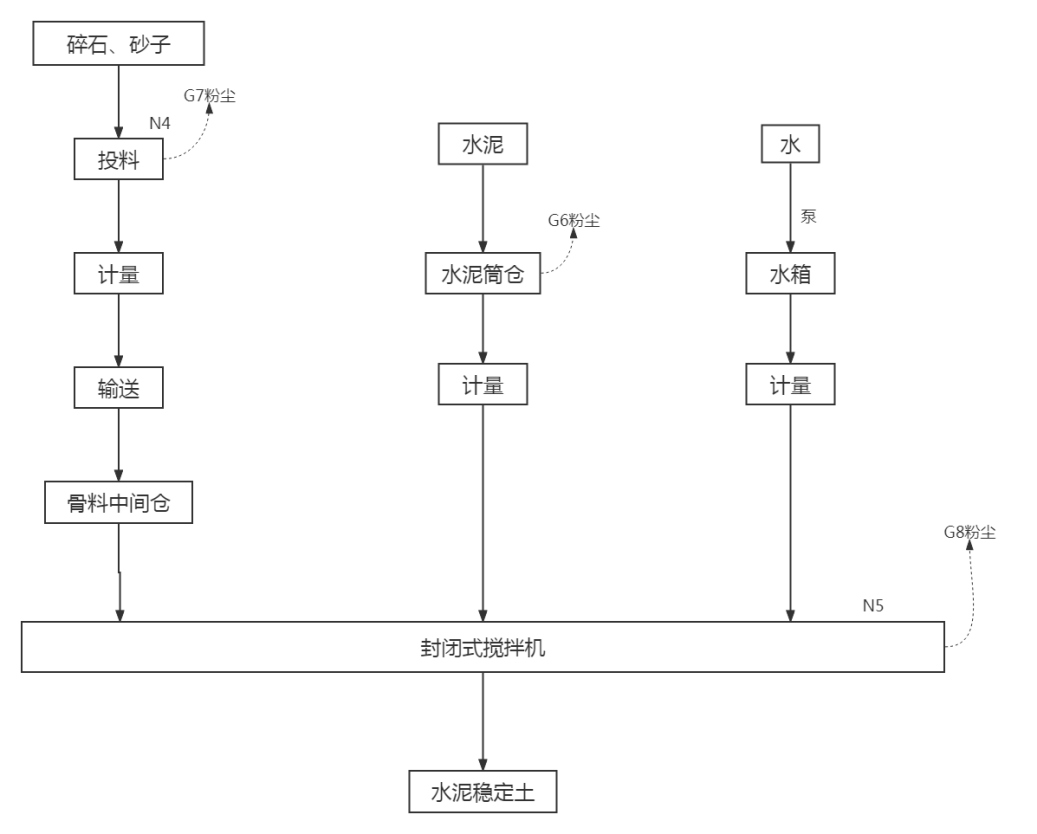 碎石、砂子
G7粉尘
N4
投料
水泥
水
泵
G6粉尘
计量
水泥筒仓
水箱
输送
计量
计量
骨料中间仓
G8粉尘
N5
封闭式搅拌机
水泥稳定土